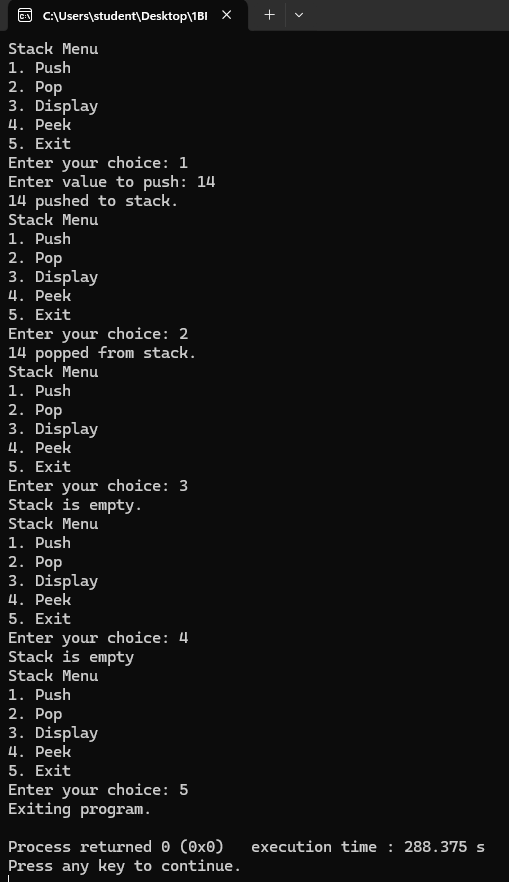 C:\Users\student\Desktop\1BI
Stack Menu
1. Push
2. Pop
3. Display
4. Peek
5. Exit
Enter your choice: 1
Enter value to push: 14
14 pushed to stack.
Stack Menu
1. Push
2. Pop
3. Display
4. Peek
5. Exit
Enter your choice: 2
14 popped from stack.
Stack Menu
1. Push
2. Pop
3. Display
4. Peek
5. Exit
Enter your choice: 3
Stack is empty.
Stack Menu
1. Push
2. Pop
3. Display
4. Peek
5. Exit
Enter your choice: 4
Stack is empty
Stack Menu
1. Push
2. Pop
3. Display
4. Peek
5. Exit
Enter your choice: 5
Exiting program.
Process returned 0 (0x0)   execution time : 288.375 s
Press any key to continue.